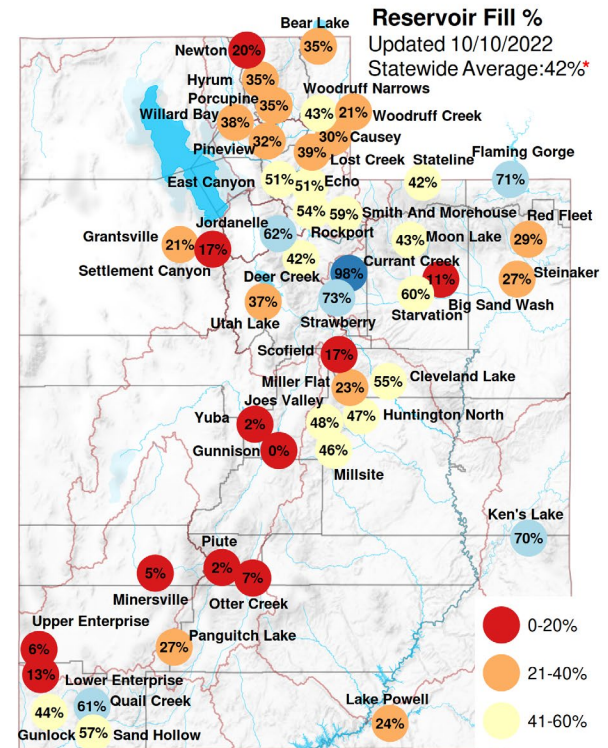 Reservoir Fill %
Updated 10/10/2022
Statewide Average:42%*
Bear Lake
35%
Newton
20%
Hyrum
35%
Porcupine
35%
Woodruff Narrows
43%
21%
Woodruff Creek
Willard Bay
38%
30%
Causey
Pineview
32%
39%
Lost Creek
Stateline
42%
Flaming Gorge
71%
East Canyon
51%
51%
Echo
54%
59%
Smith And Morehouse
Rockport
Red Fleet
29%
Jordanelle
62%
Grantsville
21%
17%
Settlement Canyon
43%
Moon Lake
Deer Creek
42%
Currant Creek
98%
11%
Big Sand Wash
27%
Steinaker
60%
Starvation
37%
Utah Lake
73%
Strawberry
Scofield
17%
Miller Flat
23%
55%
Cleveland Lake
Joes Valley
48%
47%
Huntington North
Yuba
2%
Gunnison
0%
46%
Millsite
Ken's Lake
70%
Piute
2%
5%
Minersville
7%
Otter Creek
Upper Enterprise
6%
27%
Panguitch Lake
13%
Lower Enterprise
44%
Gunlock
61%
Quail Creek
57%
Sand Hollow
Lake Powell
24%
0-20%
21-40%
41-60%